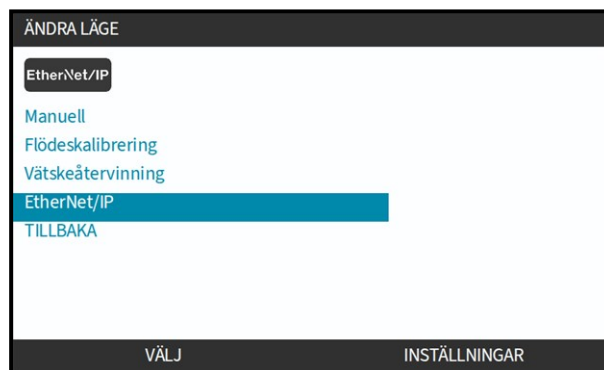 ÄNDRA LÄGE
EtherNet/IP
Manuell
Flödeskalibrering
Vätskeåtervinning
EtherNet/IP
TILLBAKA
VÄLJ INSTÄLLNINGAR